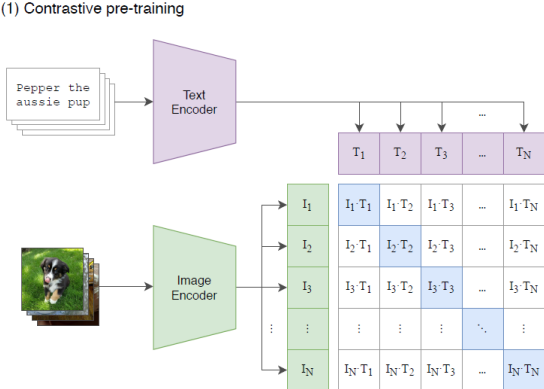 (1) Contrastive pre-training
Pepper the
aussie pup
Text
Encoder
...
T1 T2 T3 ... TN
I1 I1·T1 I1·T2 I1·T3 ... I1·TN
I2 I2·T1 I2·T2 I2·T3 ... I2·TN
Image
Encoder
I3 I3·T1 I3·T2 I3·T3 ... I3·TN
⋮ ⋮ ⋮ ⋮ ⋮ ⋱ ⋮
IN IN·T1 IN·T2 IN·T3 ... IN·TN